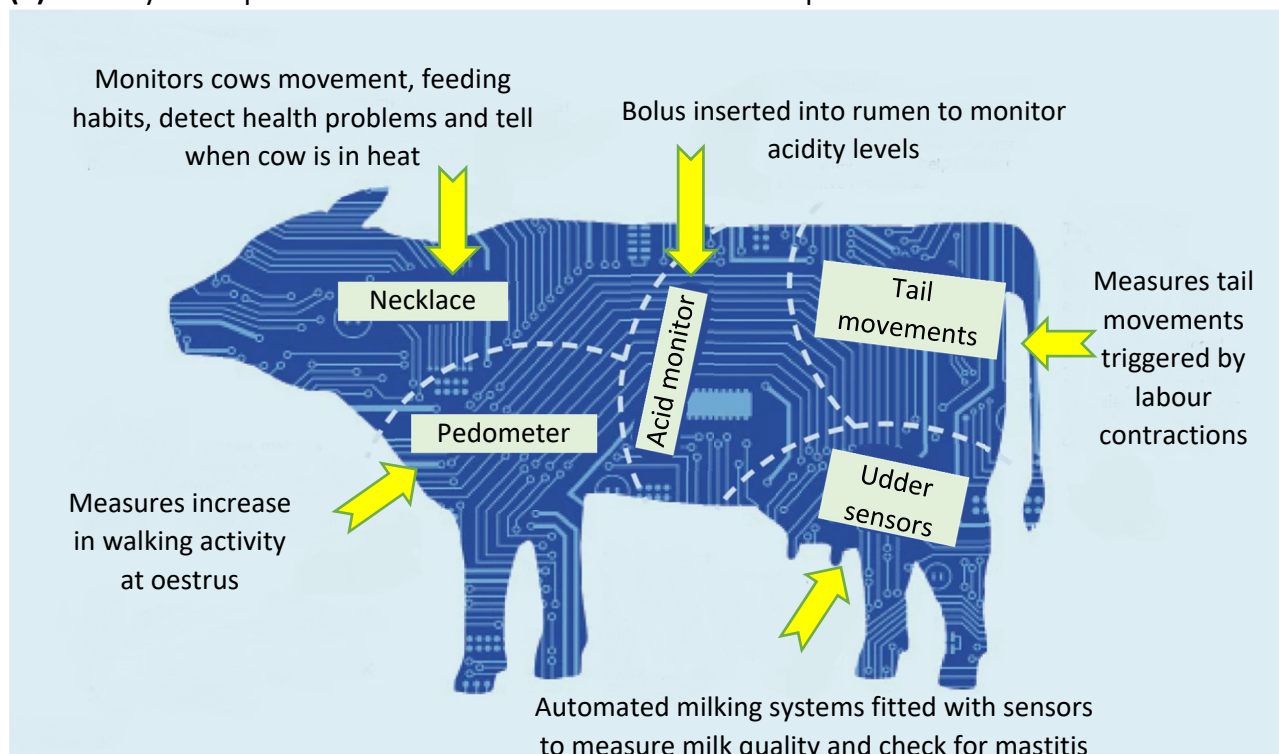 Monitors cows movement, feeding
habits, detect health problems and tell
when cow is in heat
Bolus inserted into rumen to monitor
acidity levels
Necklace
Acid monitor
Tail
movements
Measures tail
movements
triggered by
labour
contractions
Pedometer
Udder
sensors
Measures increase
in walking activity
at oestrus
Automated milking systems fitted with sensors
to measure milk quality and check for mastitis